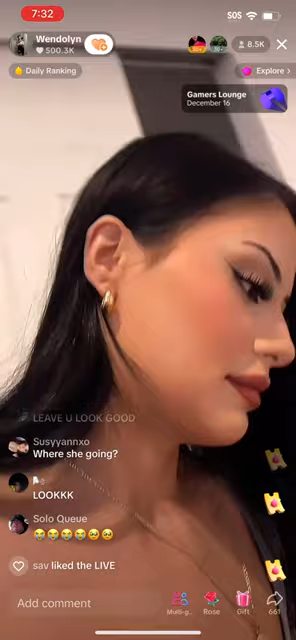 7:32
SOS
Wendolyn
500.3K
8.5K
Daily Ranking
Explore >
Gamers Lounge
December 16
LEAVE U LOOK GOOD
Susyyannxo
Where she going?
LOOKKK
Solo Queue
😭😭😭😭🥹🥹
sav liked the LIVE
Add comment
Multi-g..
Rose
Gift
661